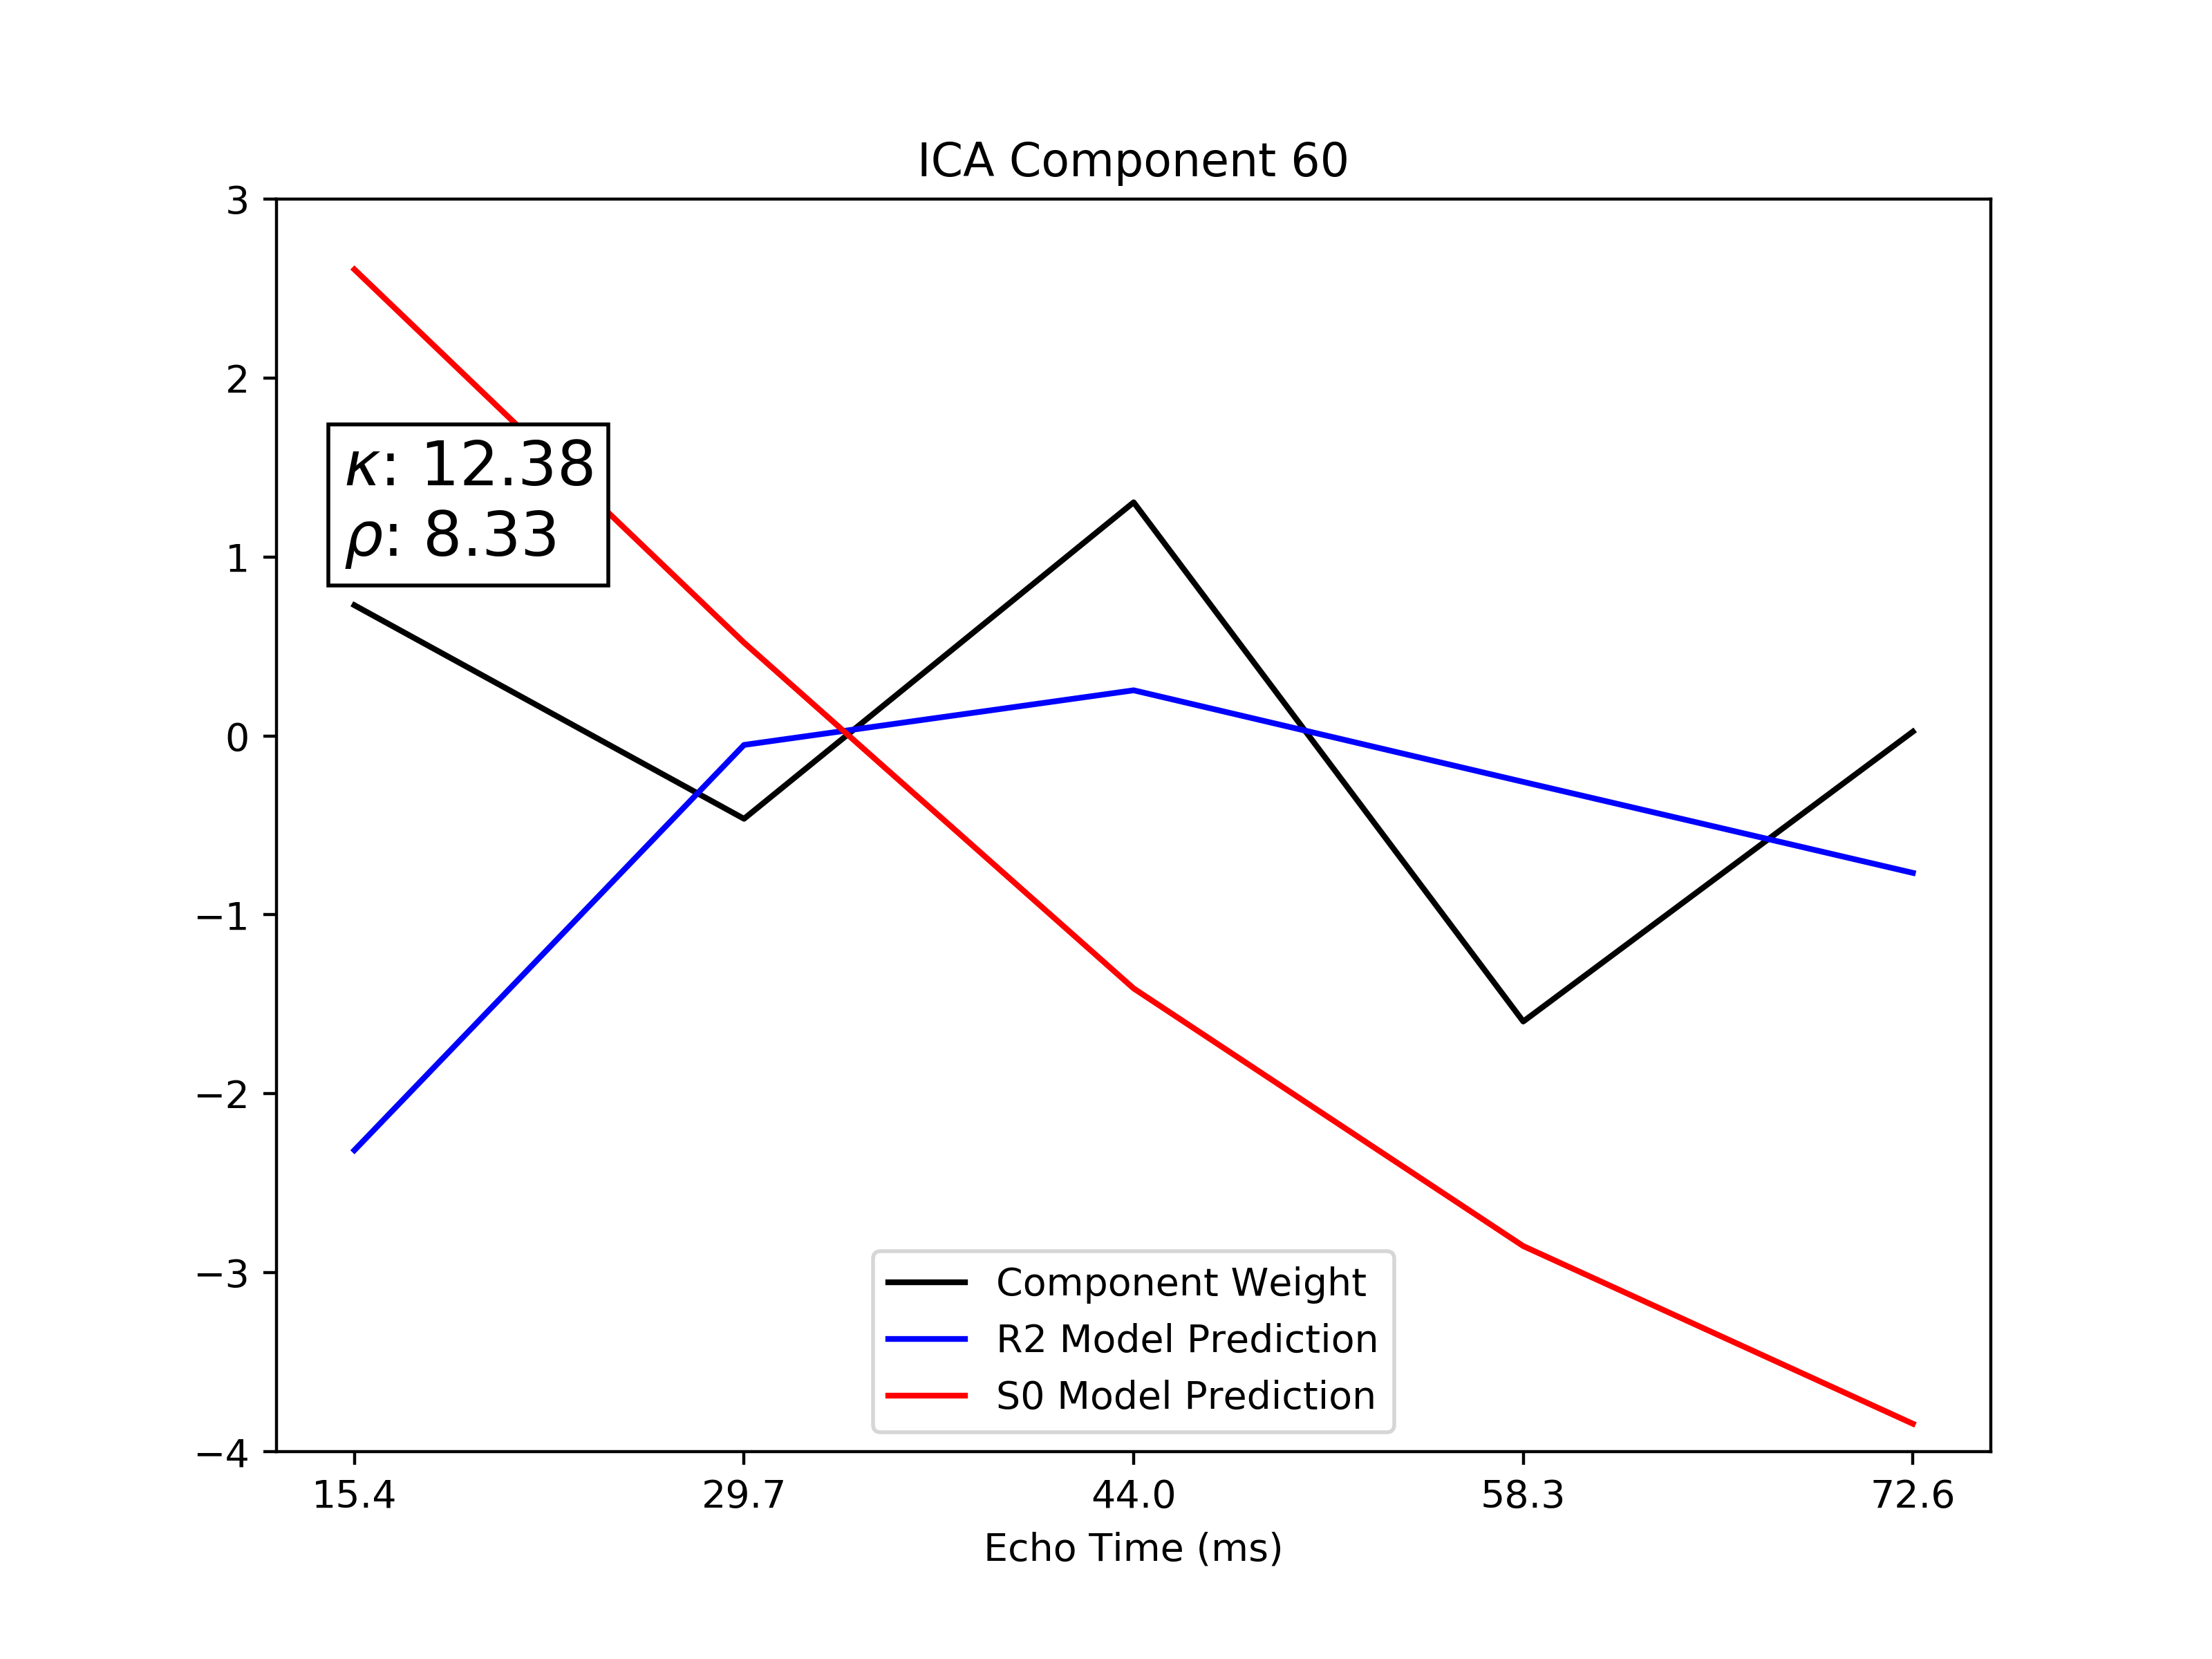 ICA Component 60
3
2
1
0
−1
−2
−3
−4
κ: 12.38
ρ: 8.33
Component Weight
R2 Model Prediction
S0 Model Prediction
15.4 29.7 44.0 58.3 72.6
Echo Time (ms)